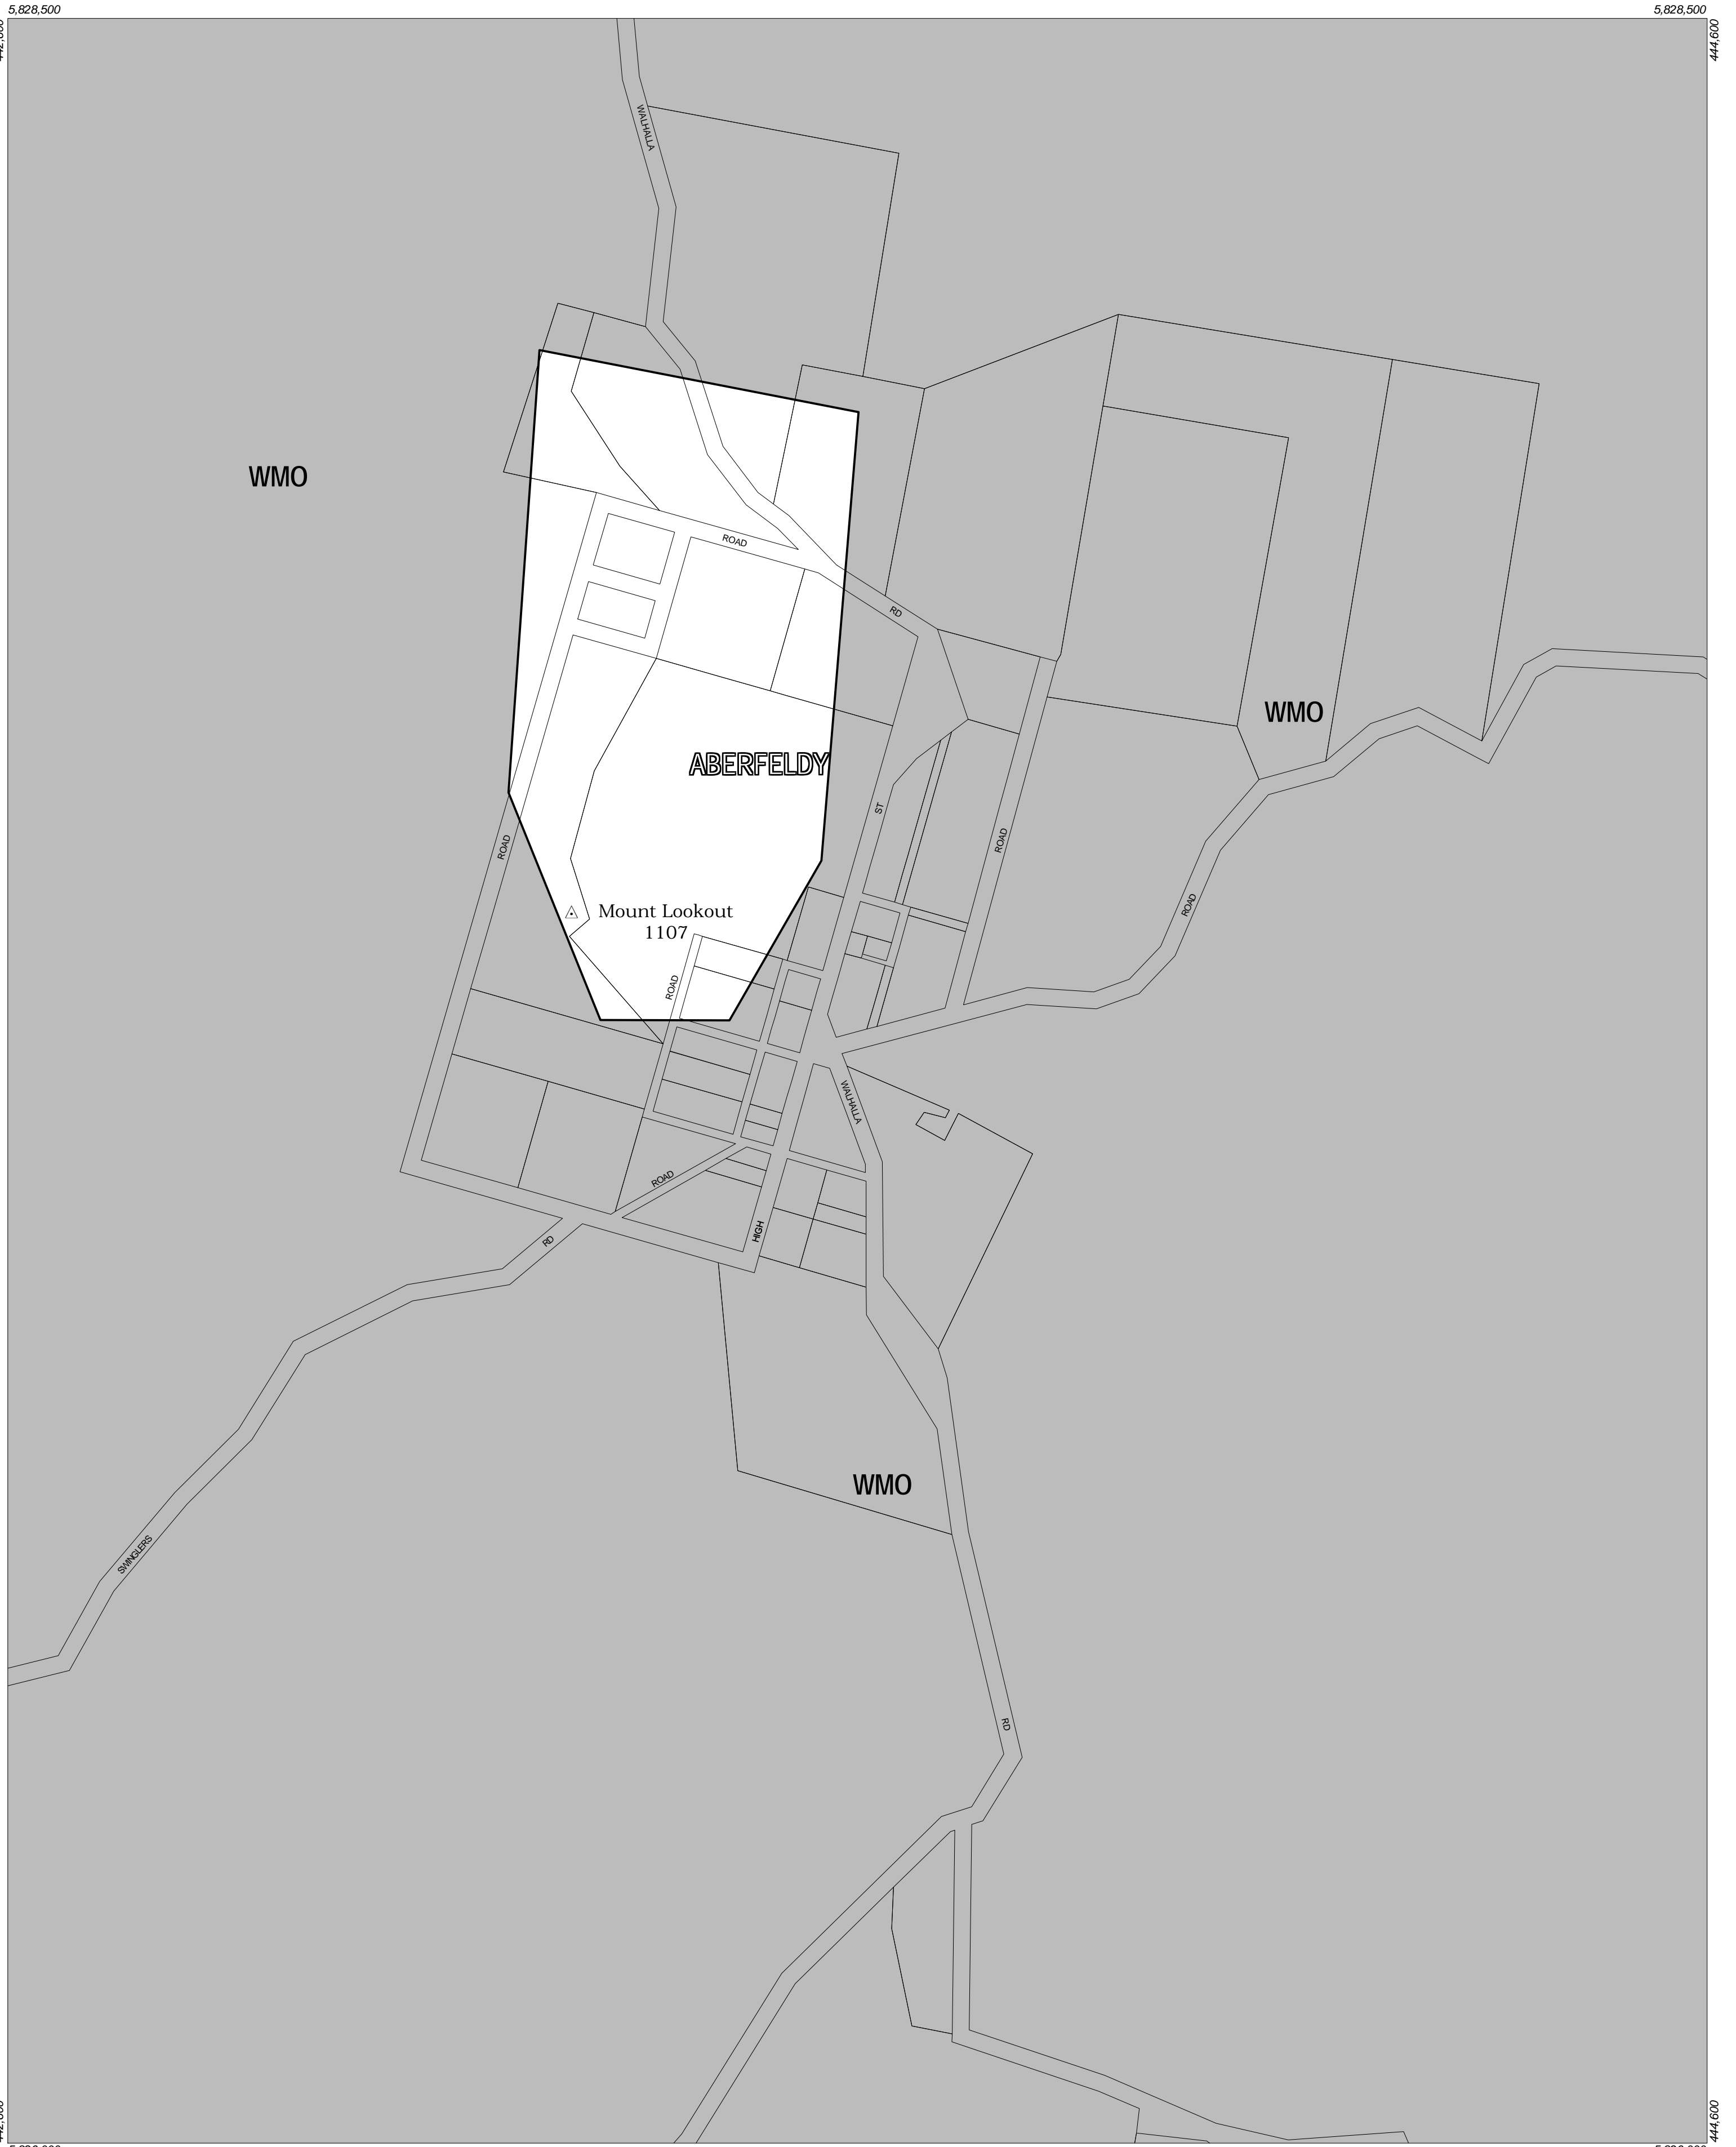 5,828,500
5,828,500
444,600
WALHALLA
WMO
ROAD
RD
WMO
ABERFELDY
ST
ROAD
ROAD
ROAD
Mount Lookout
1107
ROAD
WALHALLA
ROAD
HIGH
RD
WMO
SWINGLERS
RD
444,600